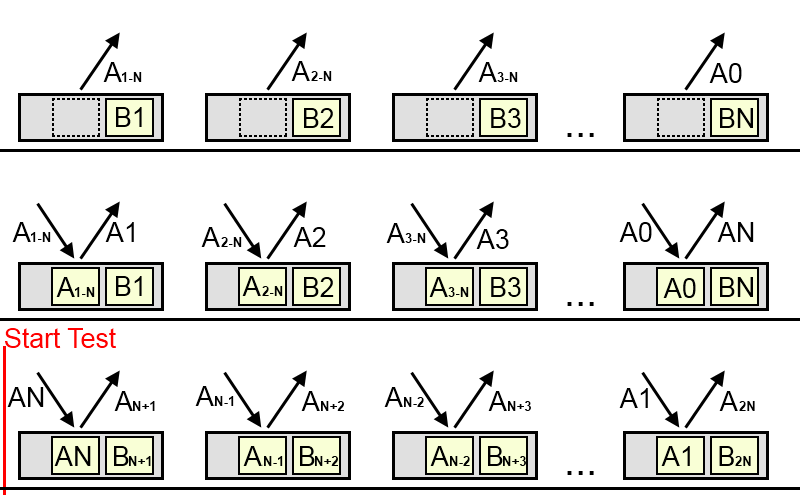 A1-N A2-N A3-N A0
B1 B2 B3 ... BN
A1-N A1 A2-N A2 A3-N A3 A0 AN
A1-N B1 A2-N B2 A3-N B3 ... A0 BN
Start Test
AN AN+1 AN-1 AN+2 AN-2 AN+3 A1 A2N
AN BN+1 AN-1 BN+2 AN-2 BN+3 ... A1 B2N